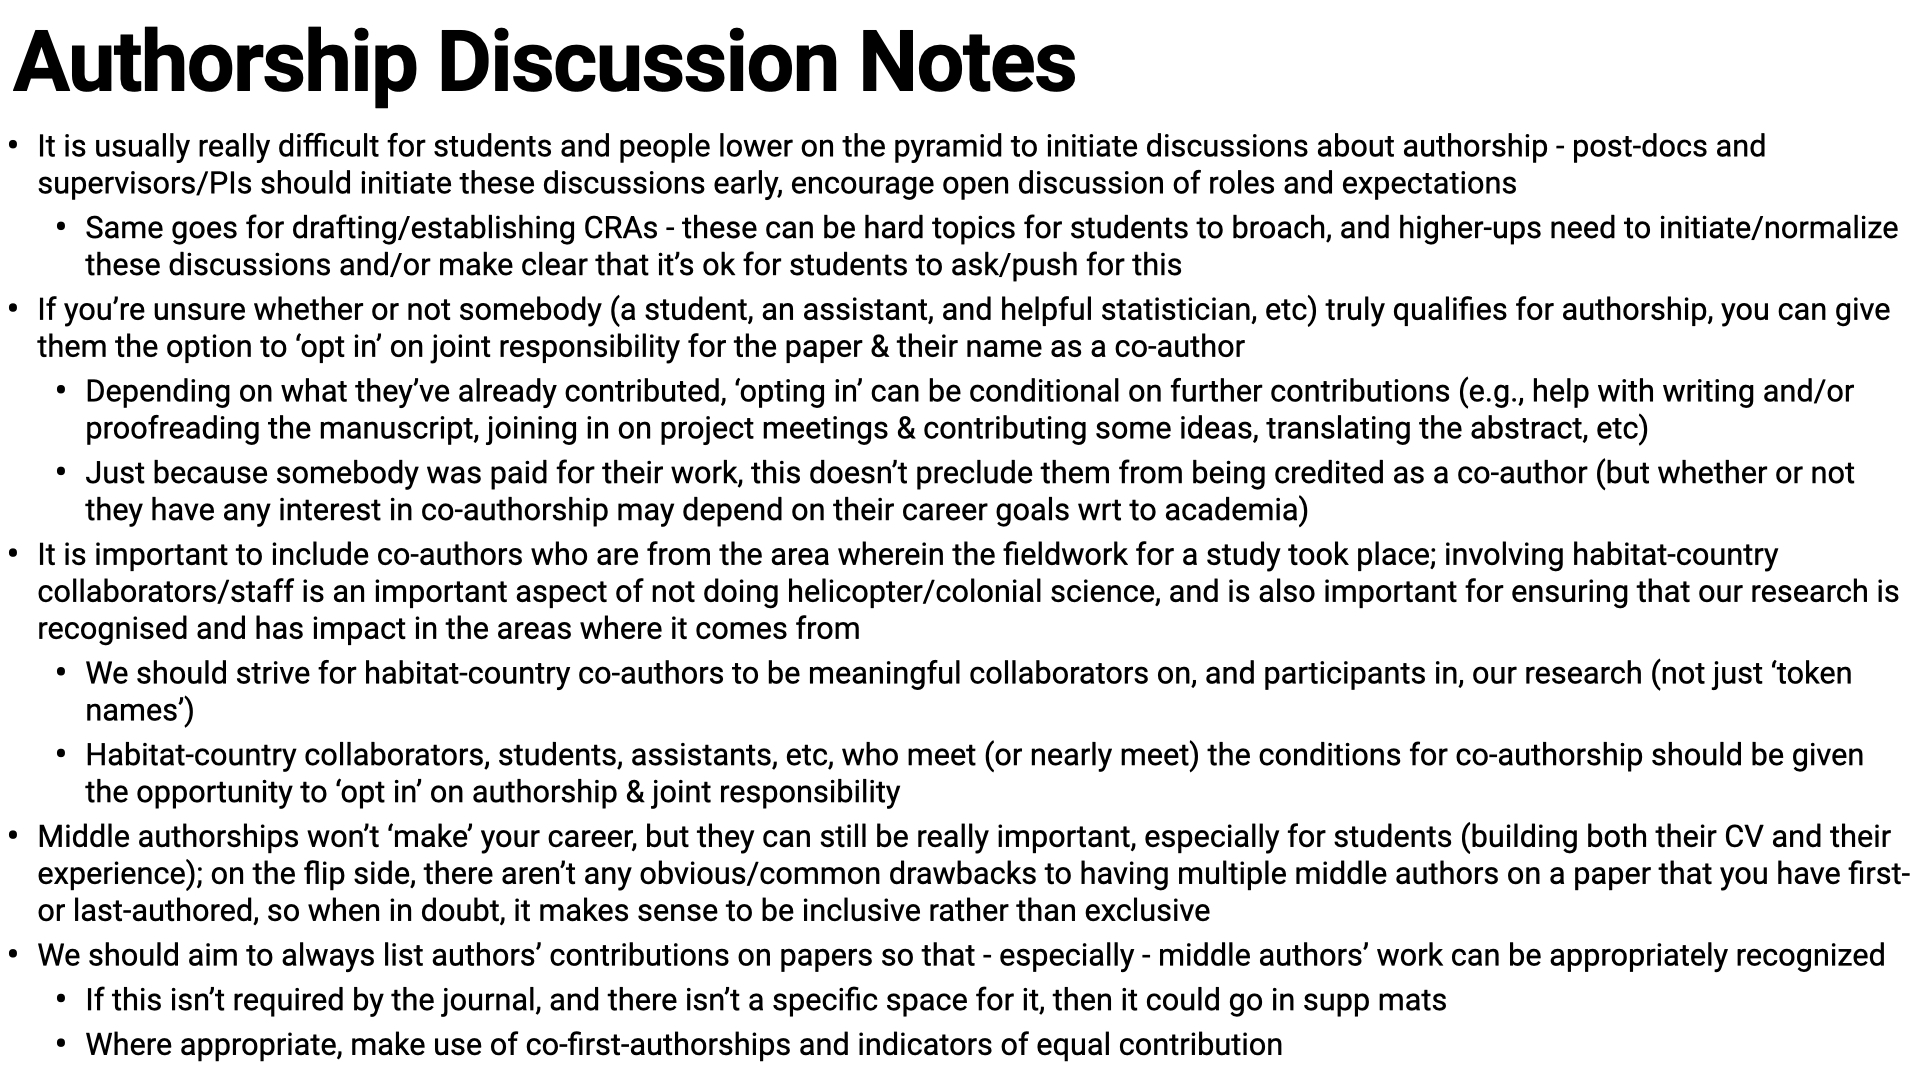 Authorship Discussion Notes
• It is usually really difficult for students and people lower on the pyramid to initiate discussions about authorship - post-docs and
supervisors/PIs should initiate these discussions early, encourage open discussion of roles and expectations
• Same goes for drafting/establishing CRAs - these can be hard topics for students to broach, and higher-ups need to initiate/normalize
these discussions and/or make clear that it’s ok for students to ask/push for this
• If you’re unsure whether or not somebody (a student, an assistant, and helpful statistician, etc) truly qualifies for authorship, you can give
them the option to ‘opt in’ on joint responsibility for the paper & their name as a co-author
• Depending on what they’ve already contributed, ‘opting in’ can be conditional on further contributions (e.g., help with writing and/or
proofreading the manuscript, joining in on project meetings & contributing some ideas, translating the abstract, etc)
• Just because somebody was paid for their work, this doesn’t preclude them from being credited as a co-author (but whether or not
they have any interest in co-authorship may depend on their career goals wrt to academia)
• It is important to include co-authors who are from the area wherein the fieldwork for a study took place; involving habitat-country
collaborators/staff is an important aspect of not doing helicopter/colonial science, and is also important for ensuring that our research is
recognised and has impact in the areas where it comes from
• We should strive for habitat-country co-authors to be meaningful collaborators on, and participants in, our research (not just ‘token
names’)
• Habitat-country collaborators, students, assistants, etc, who meet (or nearly meet) the conditions for co-authorship should be given
the opportunity to ‘opt in’ on authorship & joint responsibility
• Middle authorships won’t ‘make’ your career, but they can still be really important, especially for students (building both their CV and their
experience); on the flip side, there aren’t any obvious/common drawbacks to having multiple middle authors on a paper that you have first-
or last-authored, so when in doubt, it makes sense to be inclusive rather than exclusive
• We should aim to always list authors’ contributions on papers so that - especially - middle authors’ work can be appropriately recognized
• If this isn’t required by the journal, and there isn’t a specific space for it, then it could go in supp mats
• Where appropriate, make use of co-first-authorships and indicators of equal contribution